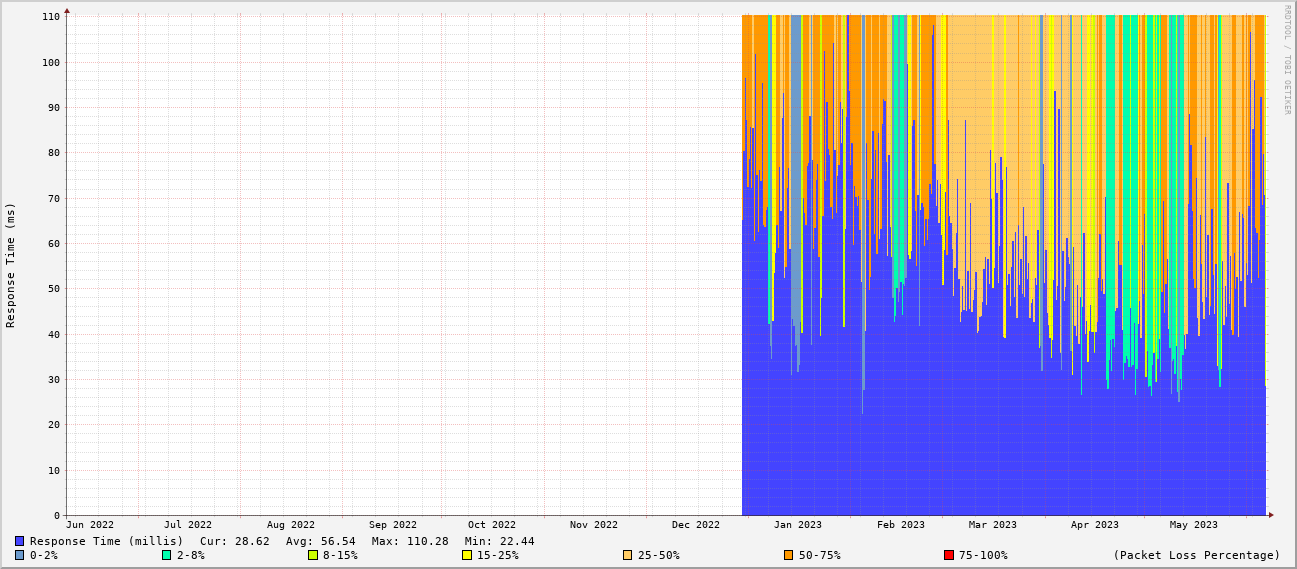 RRDTOOL / TOBI OETIKER
Response Time (ms)
110
100
90
80
70
60
50
40
30
20
10
0
Jun 2022 Jul 2022 Aug 2022 Sep 2022 Oct 2022 Nov 2022 Dec 2022 Jan 2023 Feb 2023 Mar 2023 Apr 2023 May 2023
Response Time (millis) Cur: 28.62 Avg: 56.54 Max: 110.28 Min: 22.44
0-2% 2-8% 8-15% 15-25% 25-50% 50-75% 75-100% (Packet Loss Percentage)